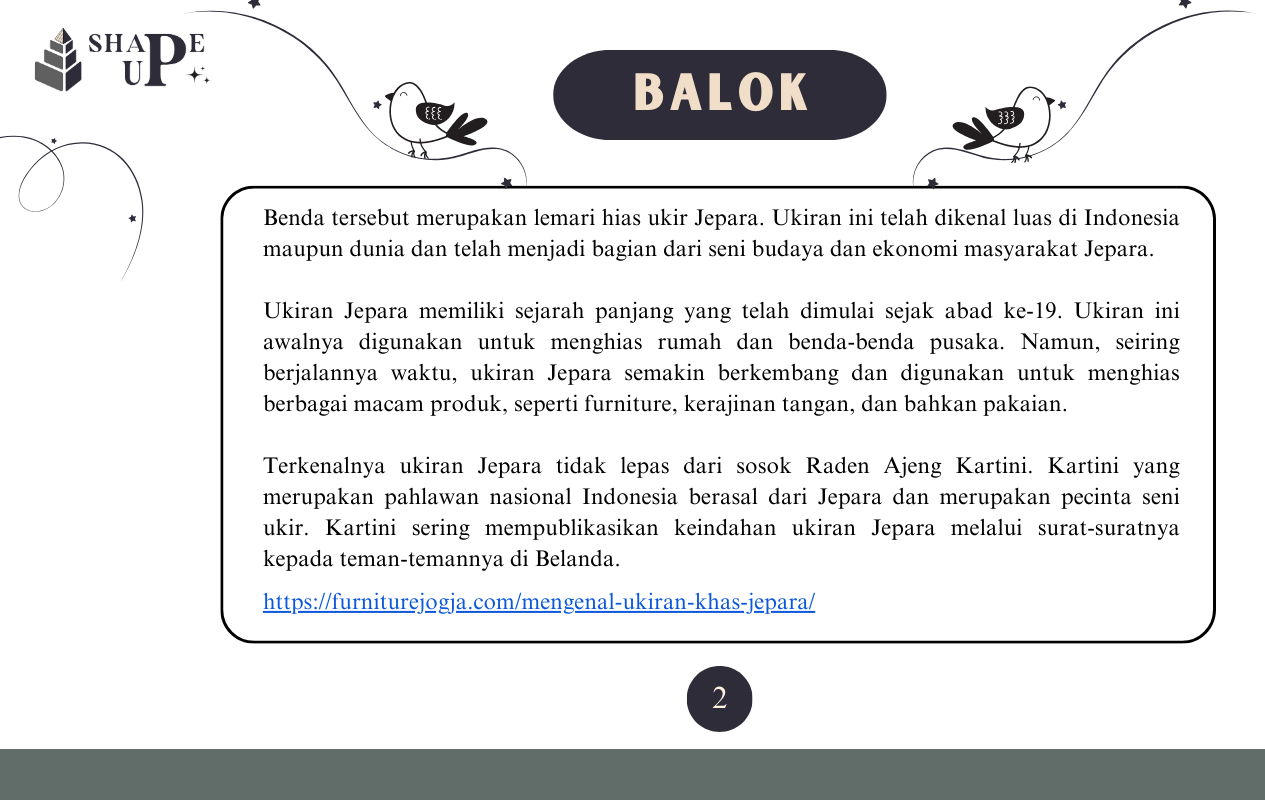 SHAPE
UP
BALOK
Benda tersebut merupakan lemari hias ukir Jepara. Ukiran ini telah dikenal luas di Indonesia
maupun dunia dan telah menjadi bagian dari seni budaya dan ekonomi masyarakat Jepara.
Ukiran Jepara memiliki sejarah panjang yang telah dimulai sejak abad ke-19. Ukiran ini
awalnya digunakan untuk menghias rumah dan benda-benda pusaka. Namun, seiring
berjalannya waktu, ukiran Jepara semakin berkembang dan digunakan untuk menghias
berbagai macam produk, seperti furniture, kerajinan tangan, dan bahkan pakaian.
Terkenalnya ukiran Jepara tidak lepas dari sosok Raden Ajeng Kartini. Kartini yang
merupakan pahlawan nasional Indonesia berasal dari Jepara dan merupakan pecinta seni
ukir. Kartini sering mempublikasikan keindahan ukiran Jepara melalui surat-suratnya
kepada teman-temannya di Belanda.
https://furniturejogja.com/mengenal-ukiran-khas-jepara/
2